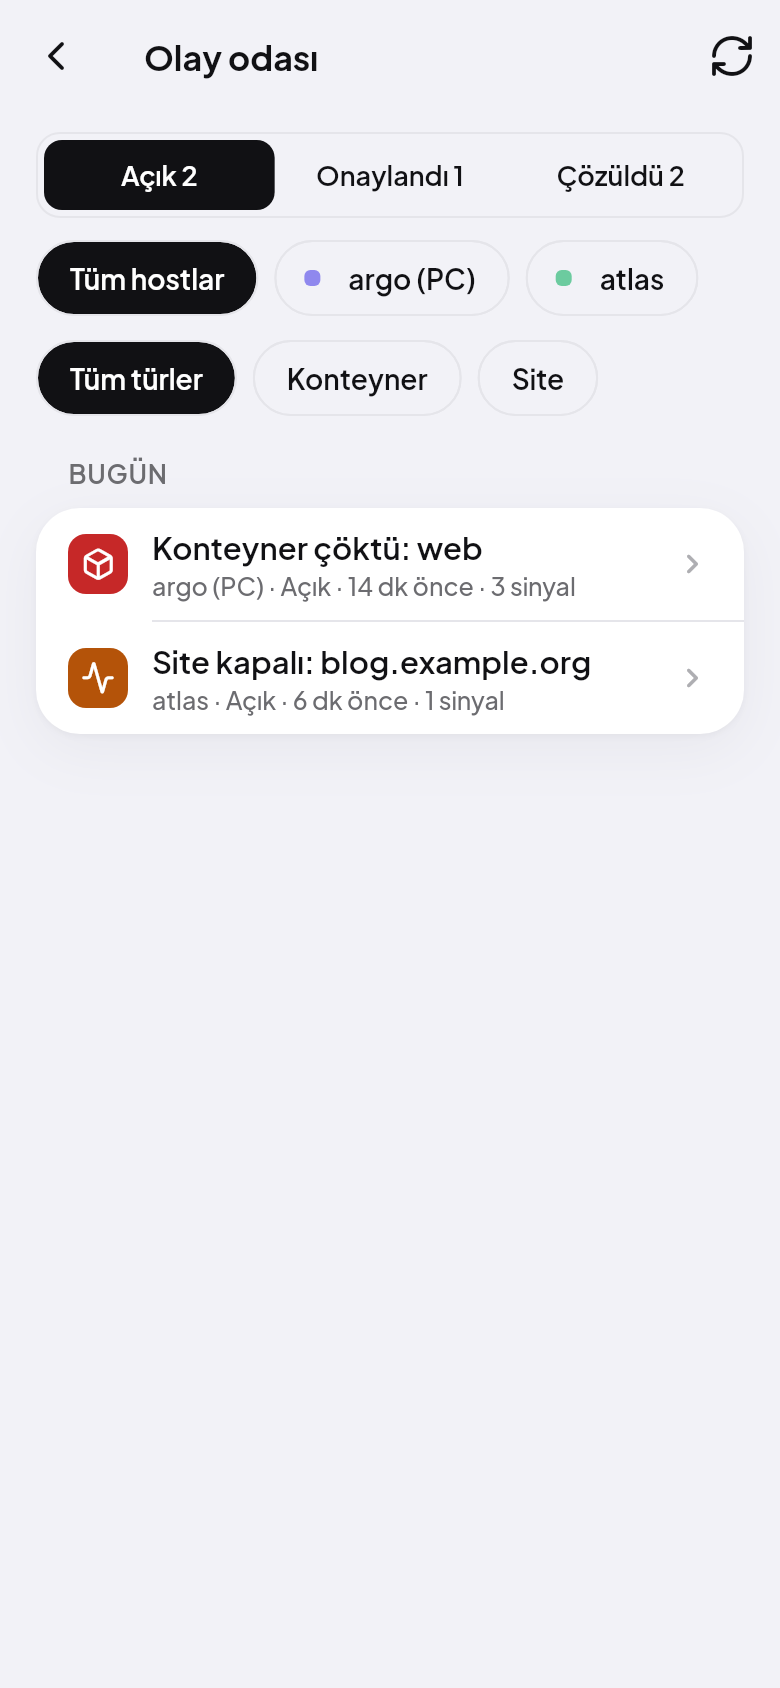 Olay odası
Açık 2 Onaylandı 1 Çözüldü 2
Tüm hostlar argo (PC) atlas
Tüm türler Konteyner Site
BUGÜN
Konteyner çöktü: web
argo (PC) · Açık · 14 dk önce · 3 sinyal
Site kapalı: blog.example.org
atlas · Açık · 6 dk önce · 1 sinyal